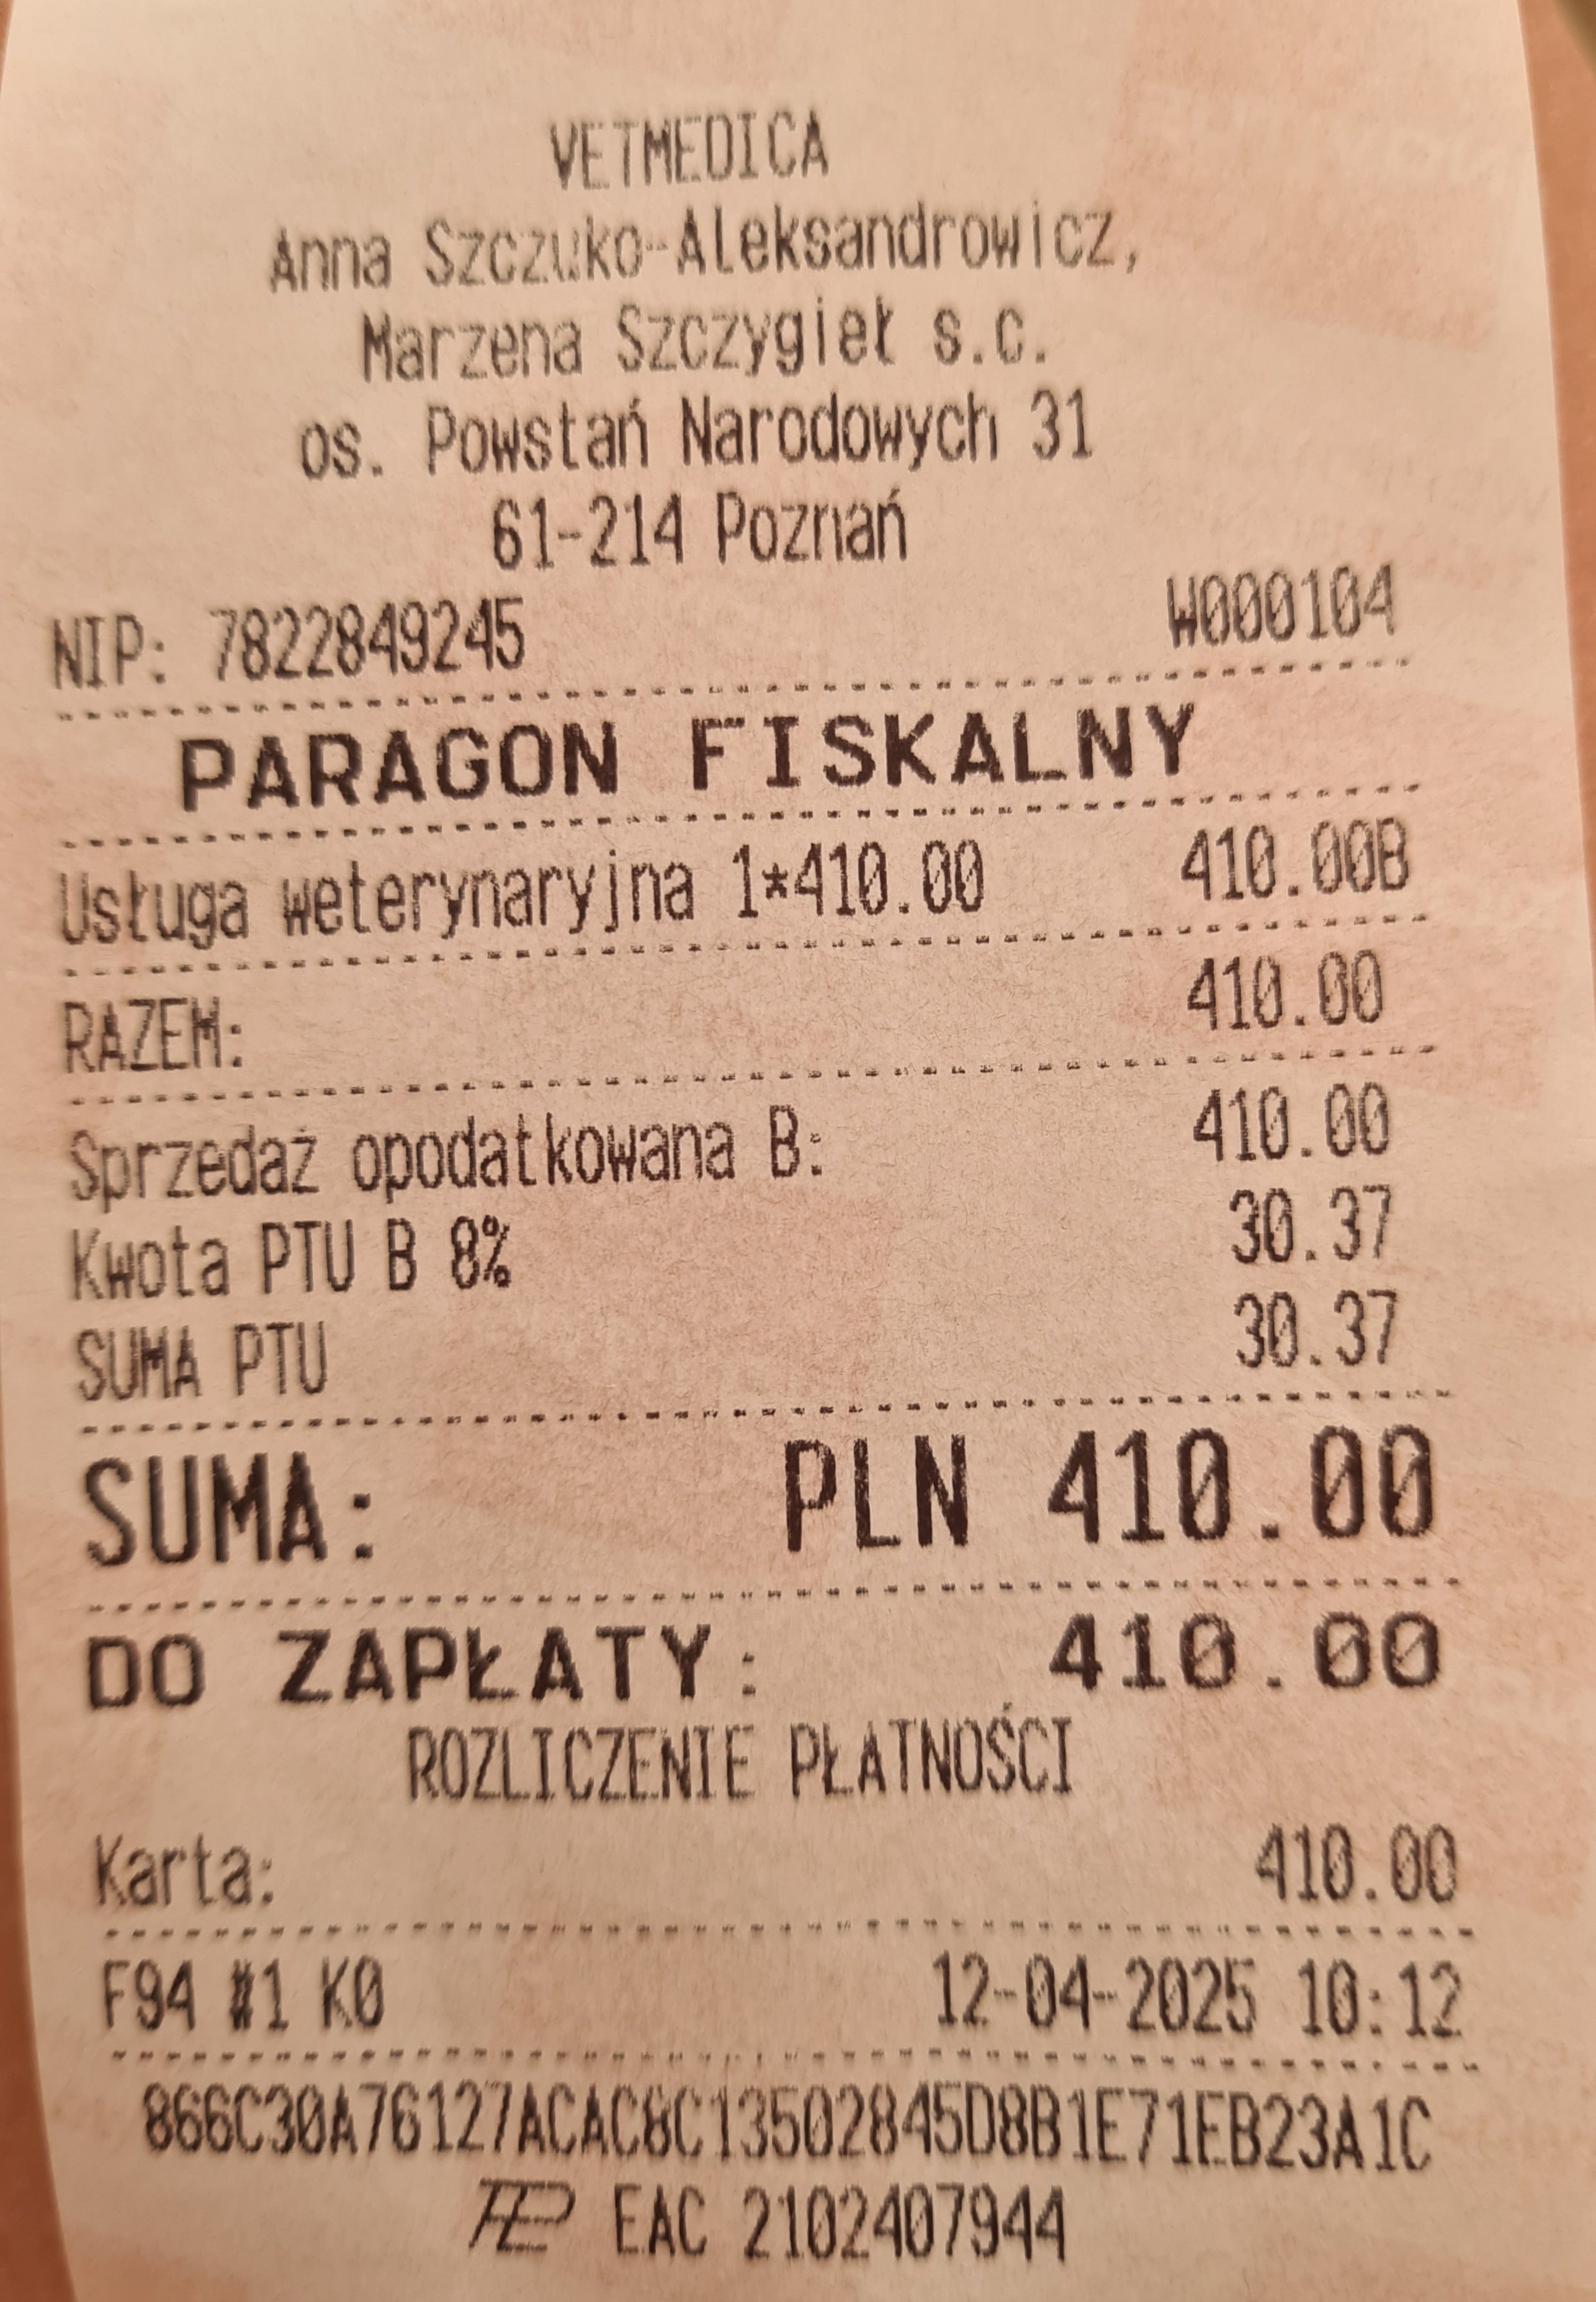 VETMEDICA
Anna Szczuko-Aleksandrowicz,
Marzena Szczygieł s.c.
os. Powstań Narodowych 31
61-214 Poznań
NIP: 7822849245 W000104
PARAGON FISKALNY
Usługa weterynaryjna 1*410.00 410.00B
RAZEM: 410.00
Sprzedaż opodatkowana B: 410.00
Kwota PTU B 8% 30.37
SUMA PTU 30.37
SUMA: PLN 410.00
DO ZAPŁATY: 410.00
ROZLICZENIE PŁATNOŚCI
Karta: 410.00
F94 #1 K0 12-04-2025 10:12
866C30A76127ACAC8C13502845D8B1E71EB23A1C
EAC 2102407944